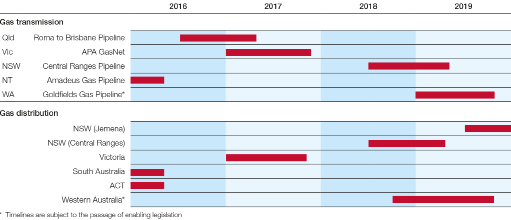 2016 2017 2018 2019
Gas transmission
Qld Roma to Brisbane Pipeline
Vic APA GasNet
NSW Central Ranges Pipeline
NT Amadeus Gas Pipeline
WA Goldfields Gas Pipeline*
Gas distribution
NSW (Jemena)
NSW (Central Ranges)
Victoria
South Australia
ACT
Western Australia*
* Timelines are subject to the passage of enabling legislation